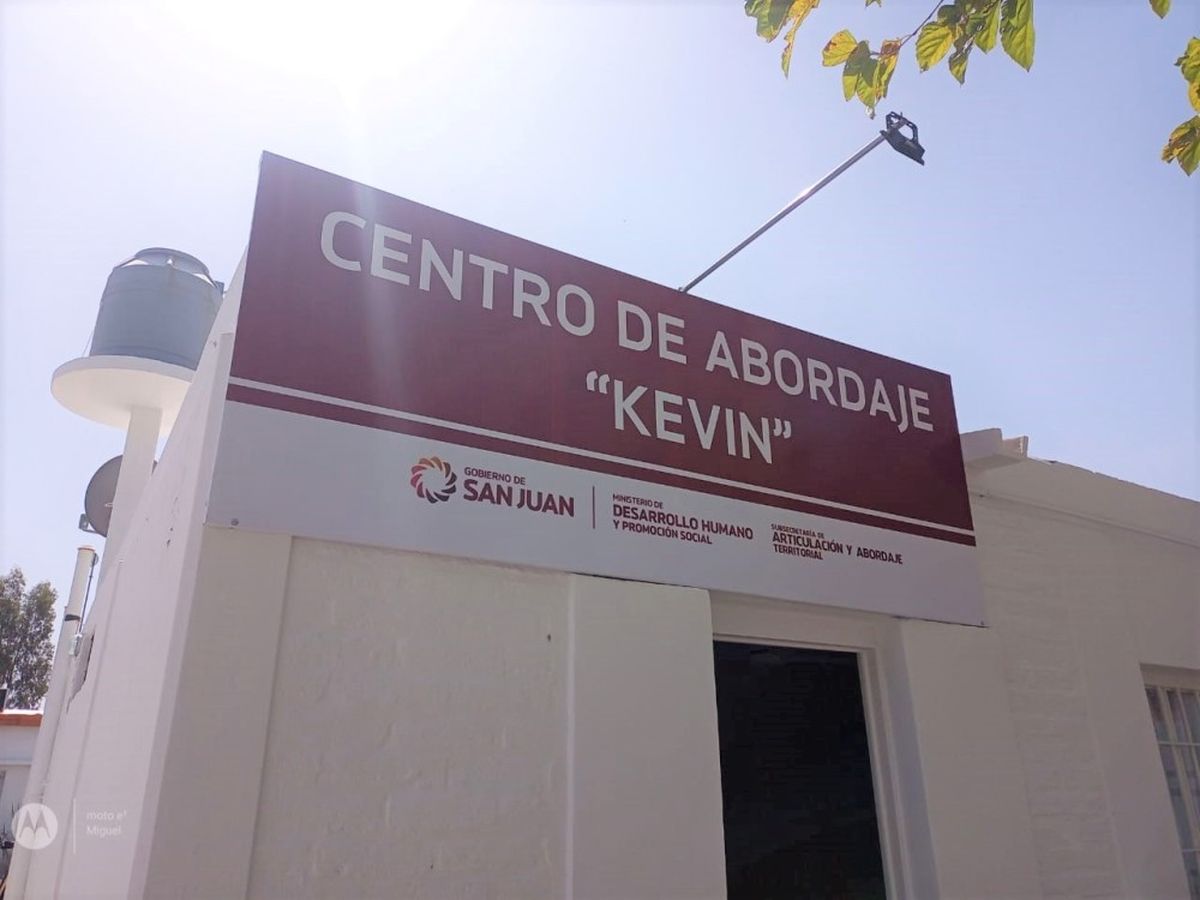 CENTRO DE ABORDAJE
“KEVIN”
GOBIERNO DE
SAN JUAN
MINISTERIO DE
DESARROLLO HUMANO
Y PROMOCIÓN SOCIAL
SUBSECRETARÍA DE
ARTICULACIÓN Y ABORDAJE
TERRITORIAL
moto e⁷
Miguel